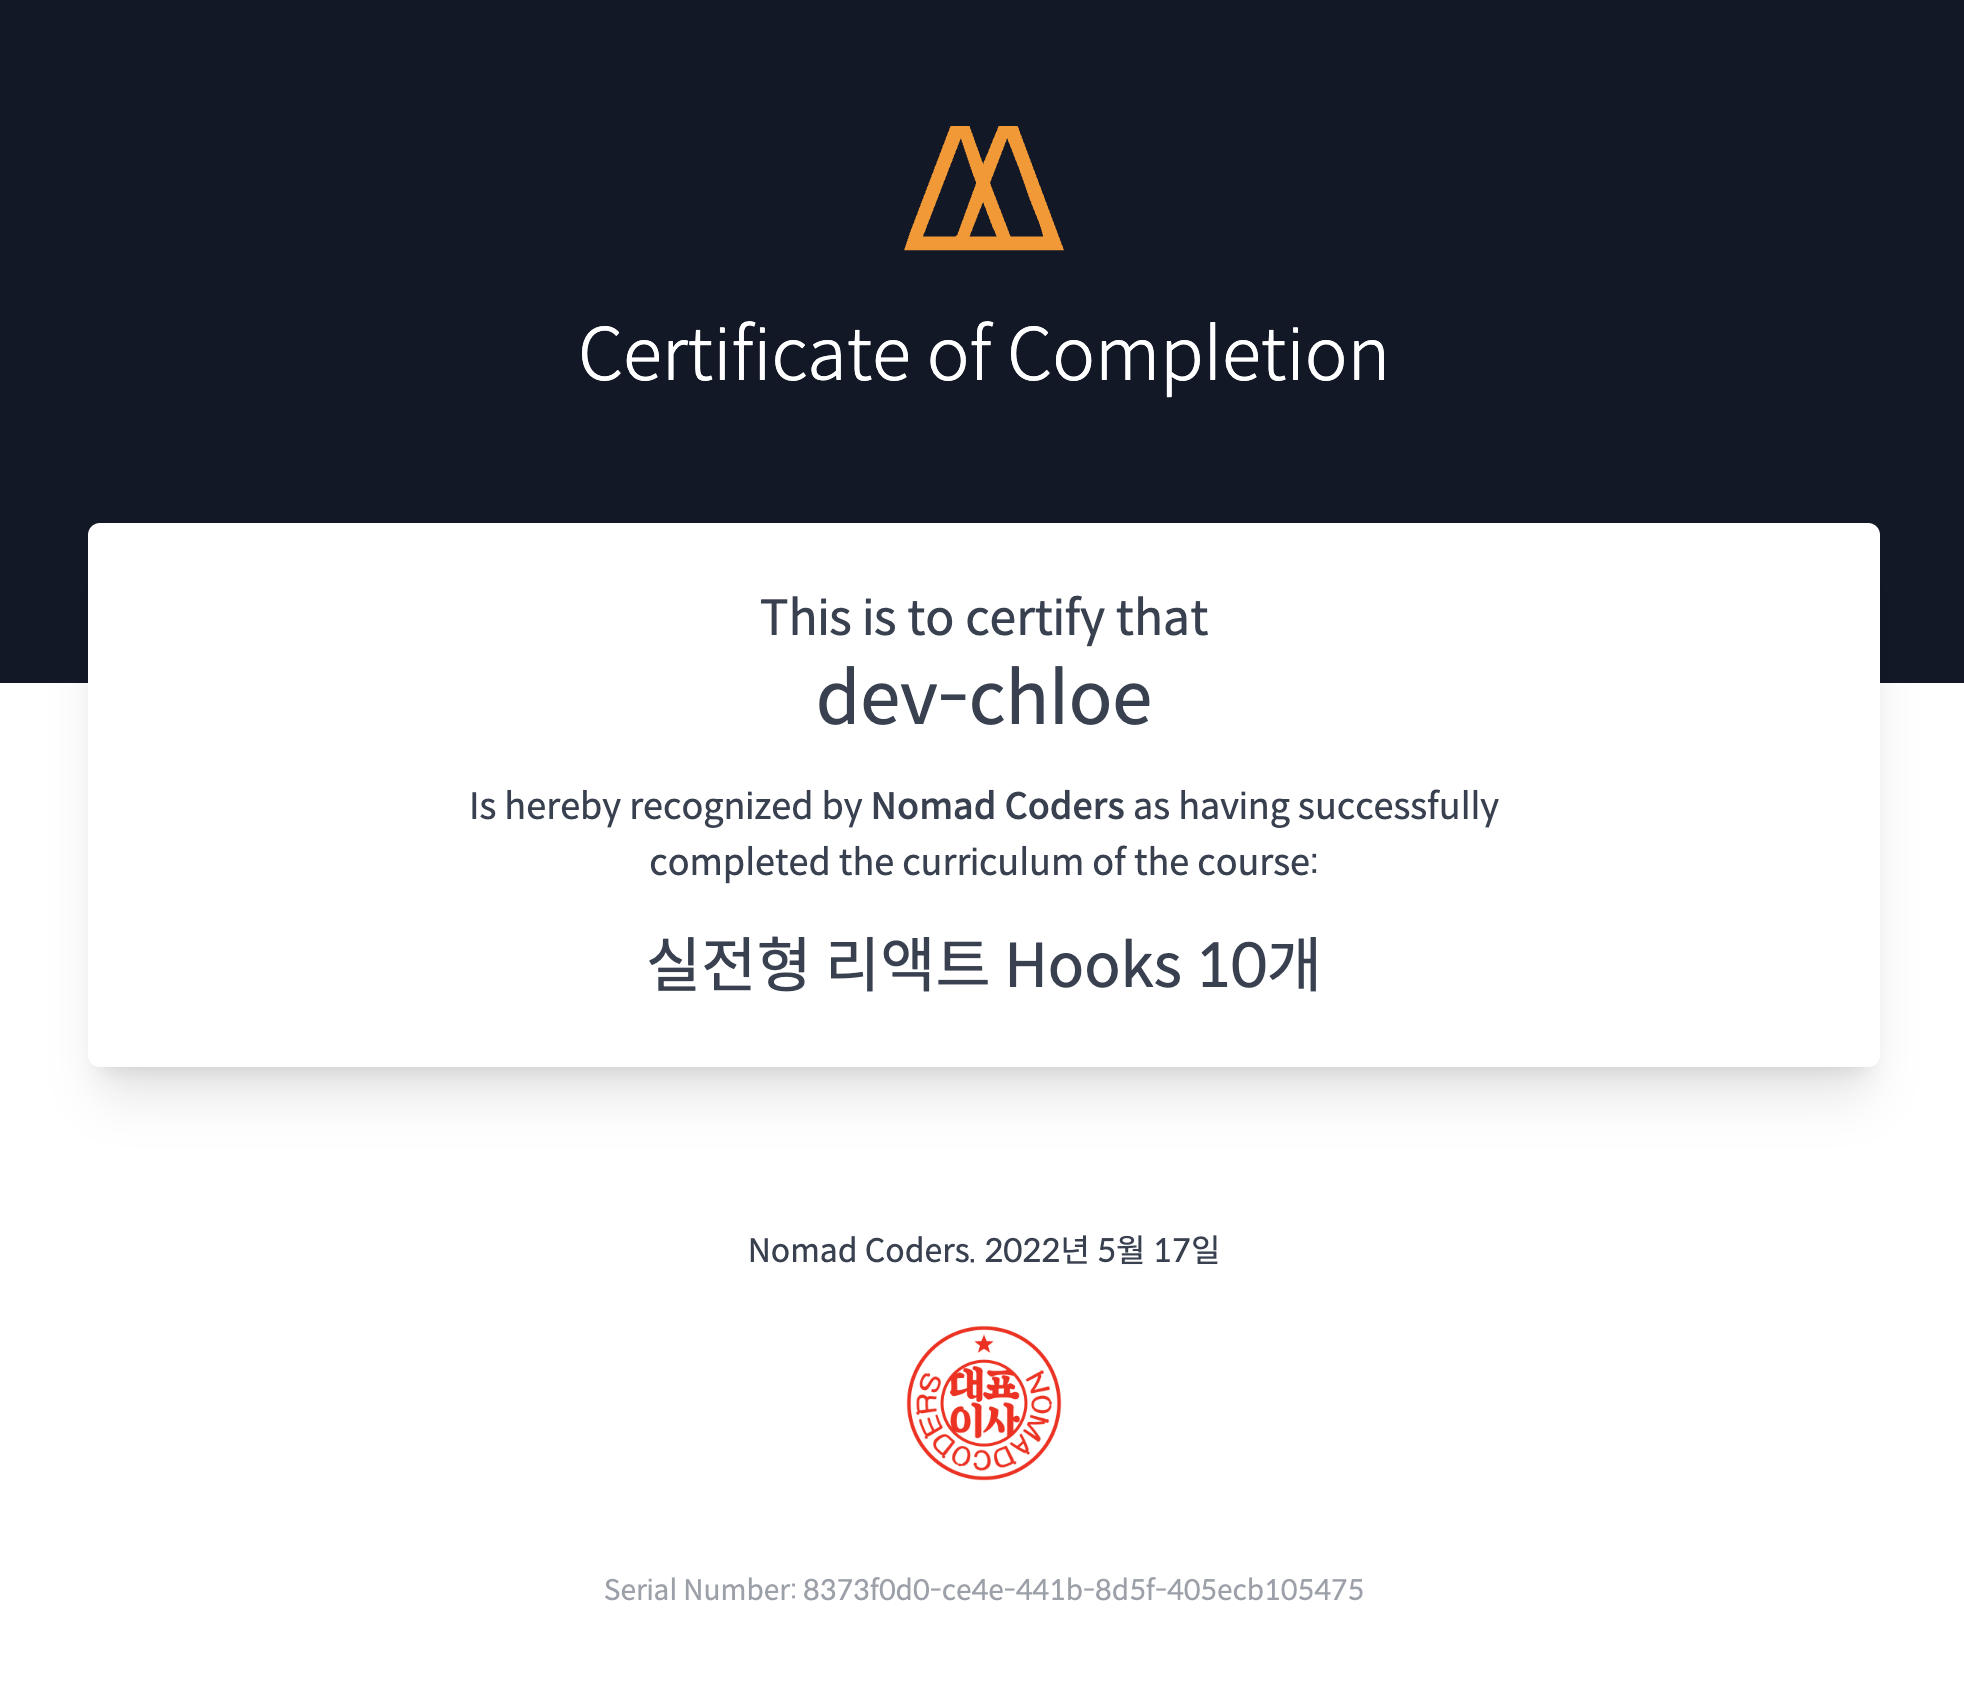 Certificate of Completion
This is to certify that
dev-chloe
Is hereby recognized by Nomad Coders as having successfully
completed the curriculum of the course:
실전형 리액트 Hooks 10개
Nomad Coders. 2022년 5월 17일
대표
이사
NOMADCODERS
Serial Number: 8373f0d0-ce4e-441b-8d5f-405ecb105475